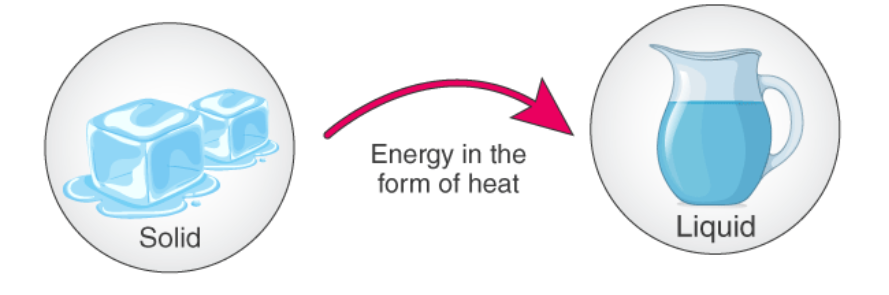 Solid
Energy in the
form of heat
Liquid